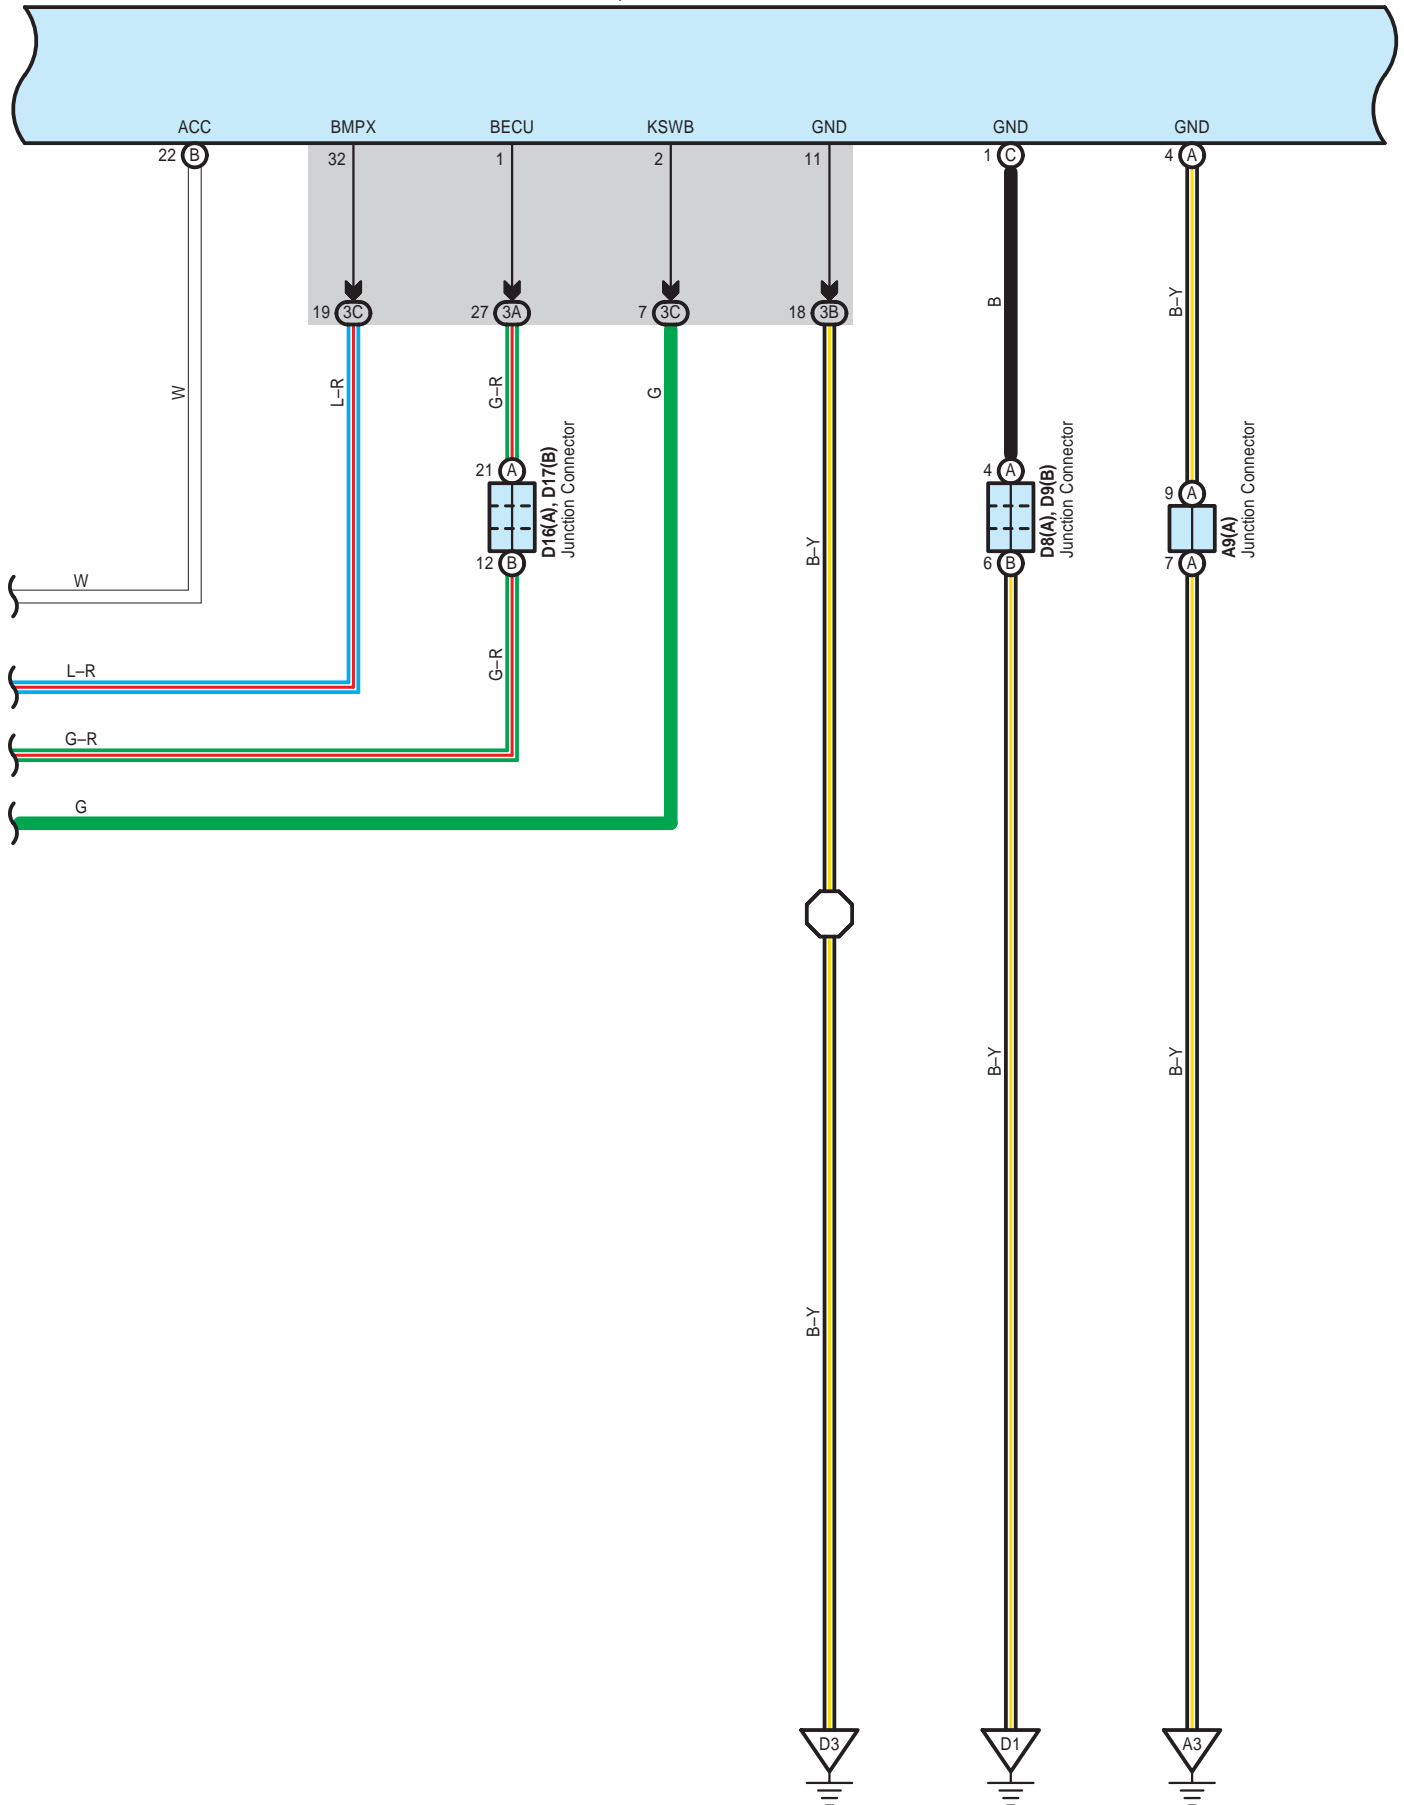 ACC BMPX BECU KSWB GND GND GND
22 B 32 1 2 11 1 C 4 A
19 3C 27 3A 7 3C 18 3B
B
B–Y
W
L–R
G–R
G
21 A
D16(A), D17(B)
Junction Connector
12 B
4 A
D8(A), D9(B)
Junction Connector
6 B
9 A
A9(A)
Junction Connector
7 A
B–Y
W
G–R
L–R
G–R
G
B–Y
B–Y
B–Y
D3 D1 A3